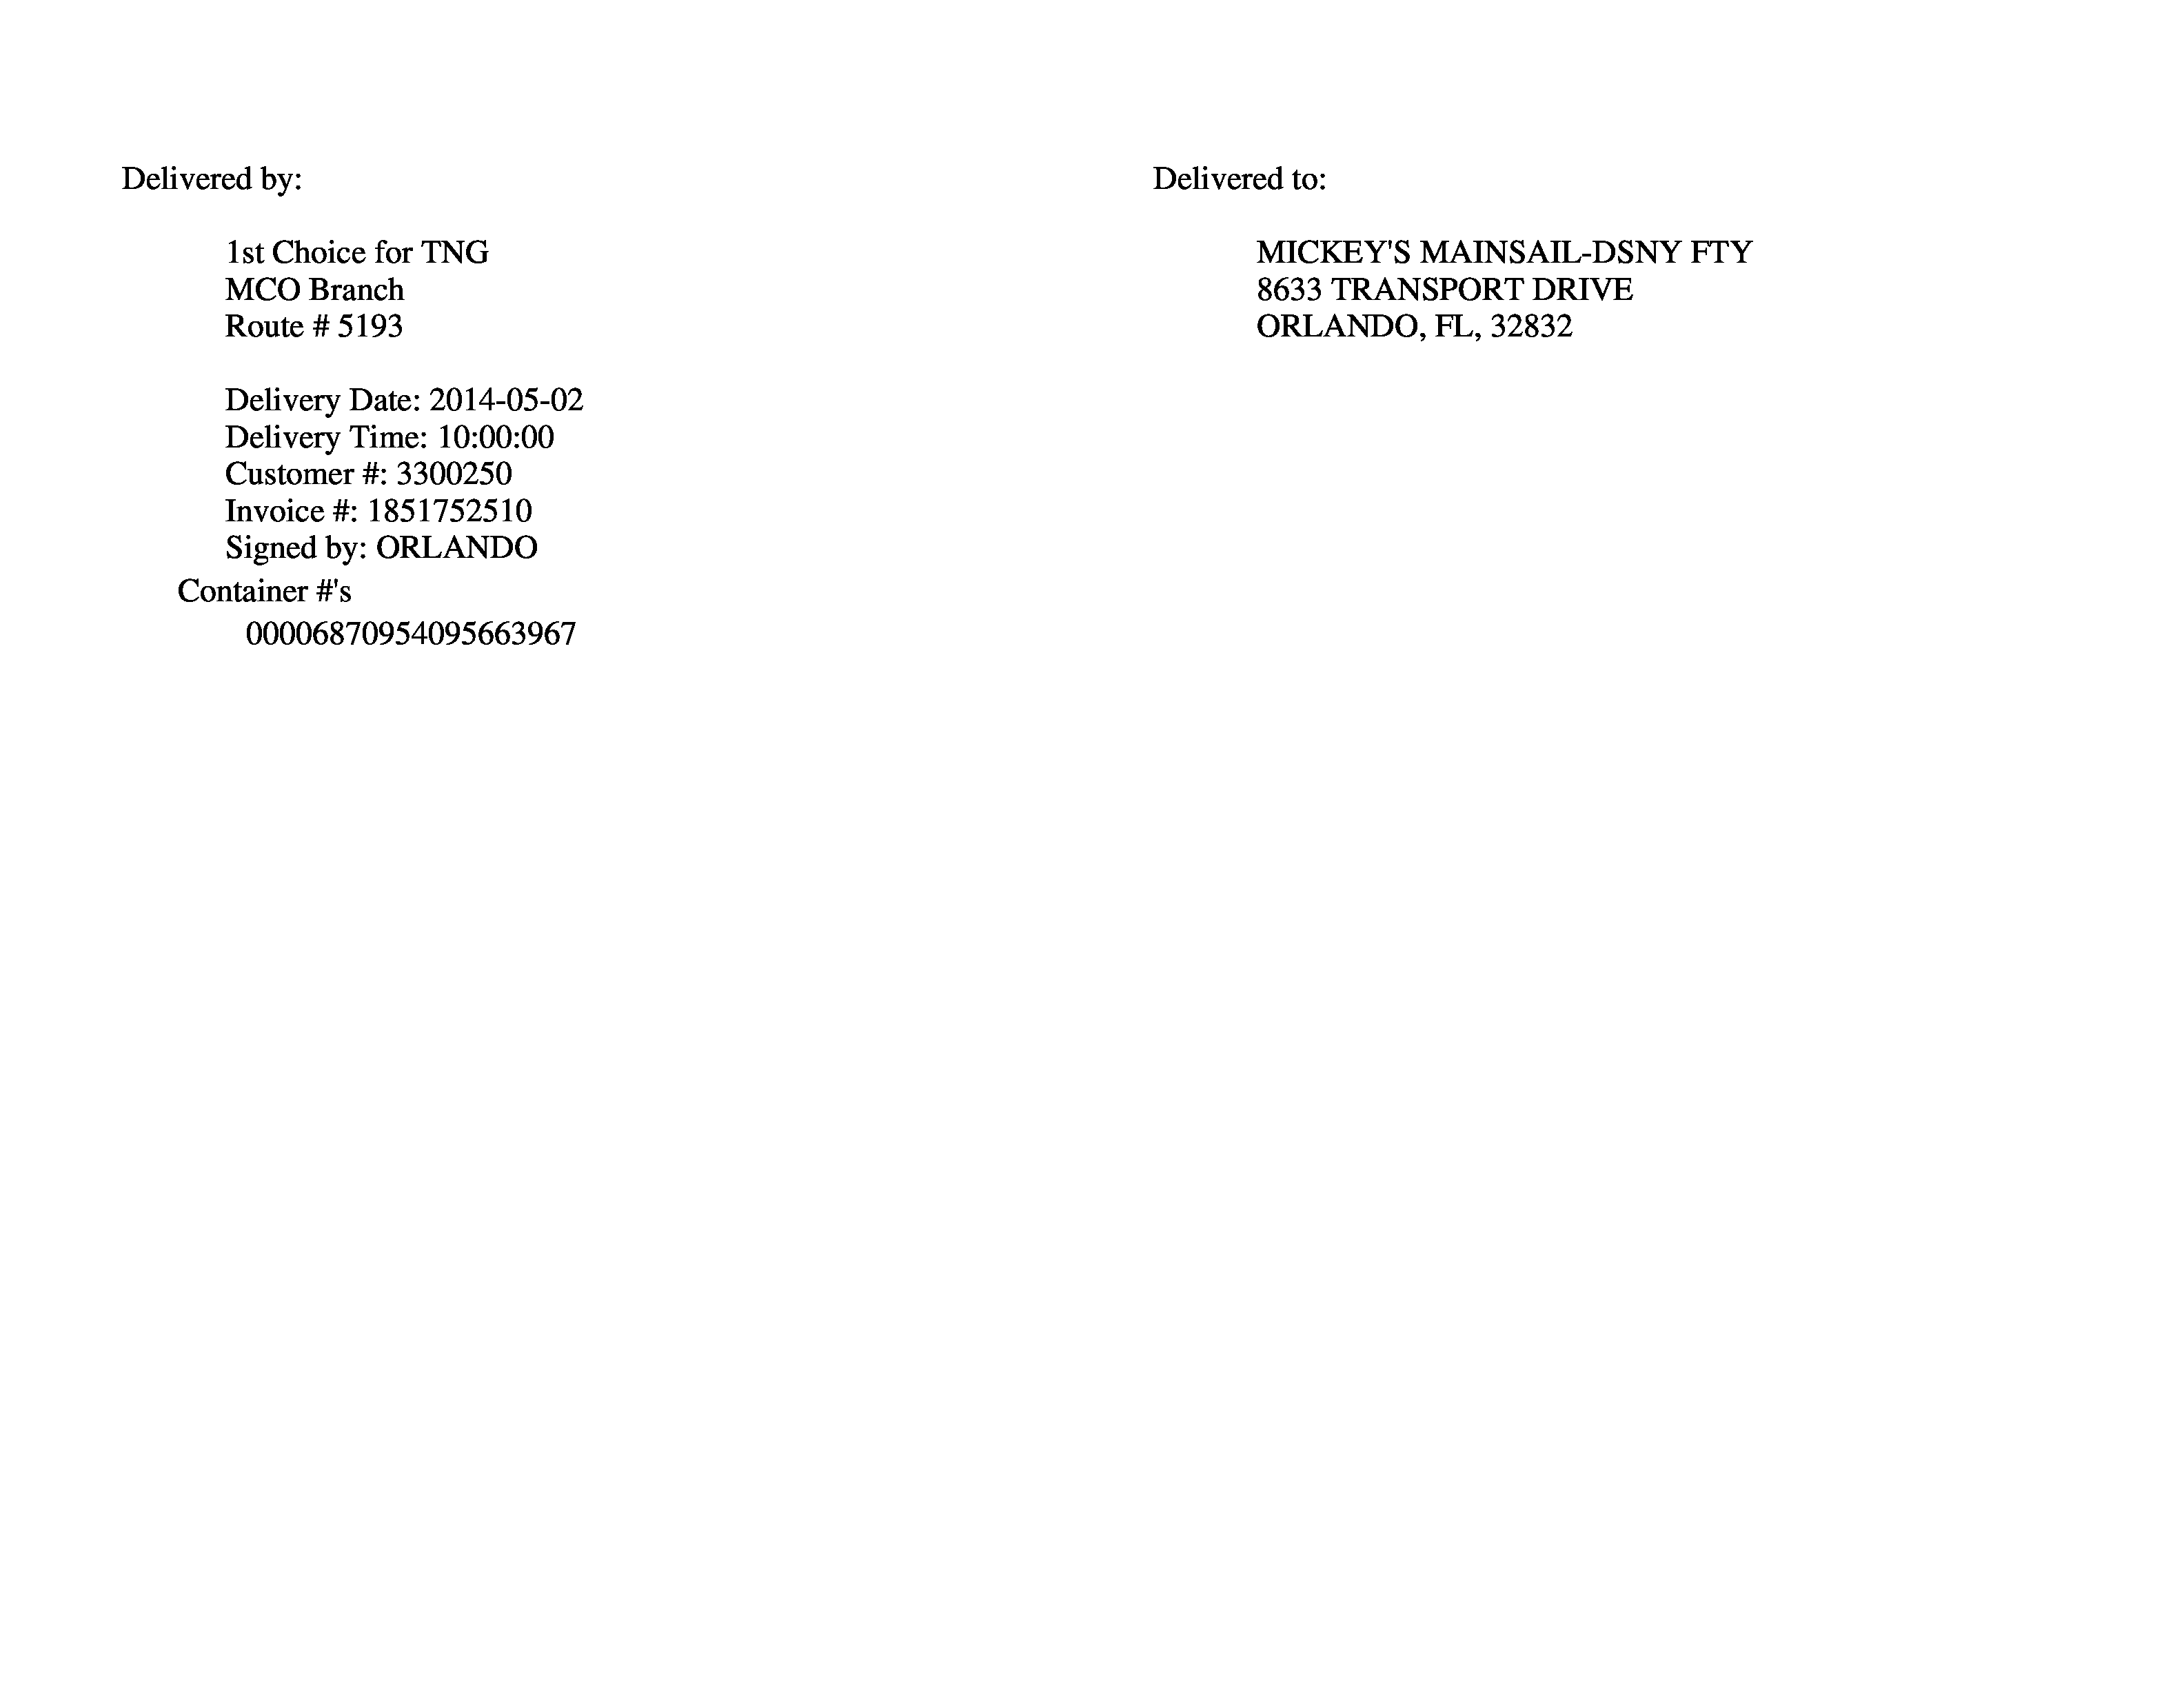 Delivered by:
1st Choice for TNG
MCO Branch
Route # 5193
Delivery Date: 2014-05-02
Delivery Time: 10:00:00
Customer #: 3300250
Invoice #: 1851752510
Signed by: ORLANDO
Container #'s
00006870954095663967
Delivered to:
MICKEY'S MAINSAIL-DSNY FTY
8633 TRANSPORT DRIVE
ORLANDO, FL, 32832